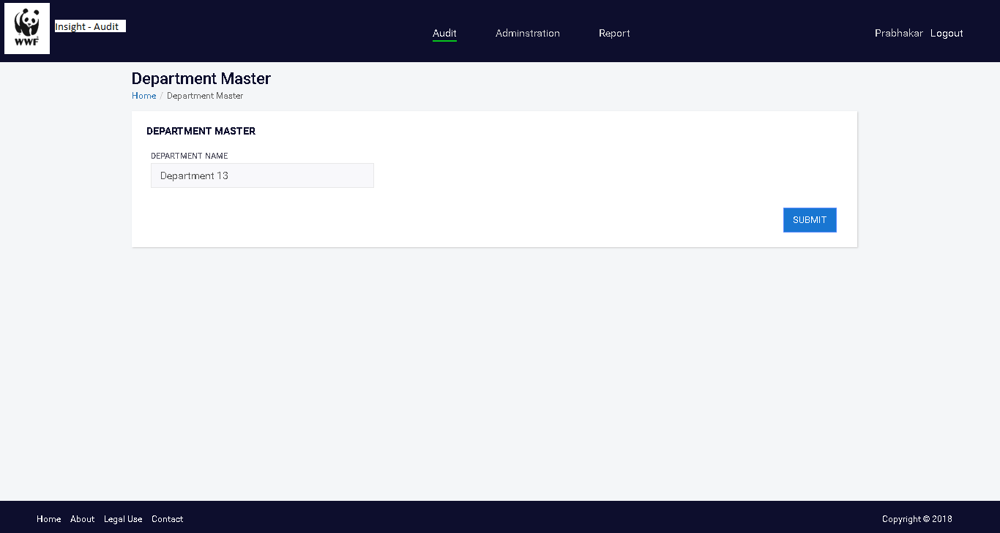 WWF
Insight - Audit
Audit Adminstration Report
Prabhakar Logout
Department Master
Home / Department Master
DEPARTMENT MASTER
DEPARTMENT NAME
Department 13
SUBMIT
Home About Legal Use Contact
Copyright © 2018